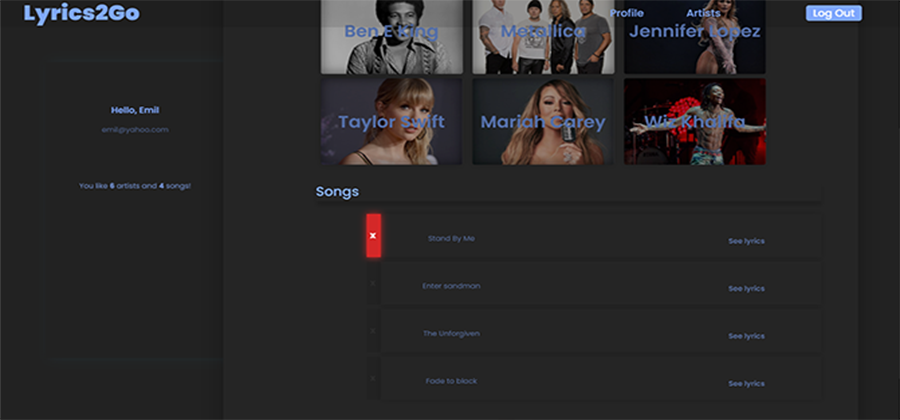 Lyrics2Go
Profile
Artists
Log Out
Ben E King
Metallica
Jennifer Lopez
Hello, Emil
emil@yahoo.com
You like 6 artists and 4 songs!
Taylor Swift
Mariah Carey
Wiz Khalifa
Songs
x Stand By Me See lyrics
x Enter sandman See lyrics
x The Unforgiven See lyrics
x Fade to black See lyrics